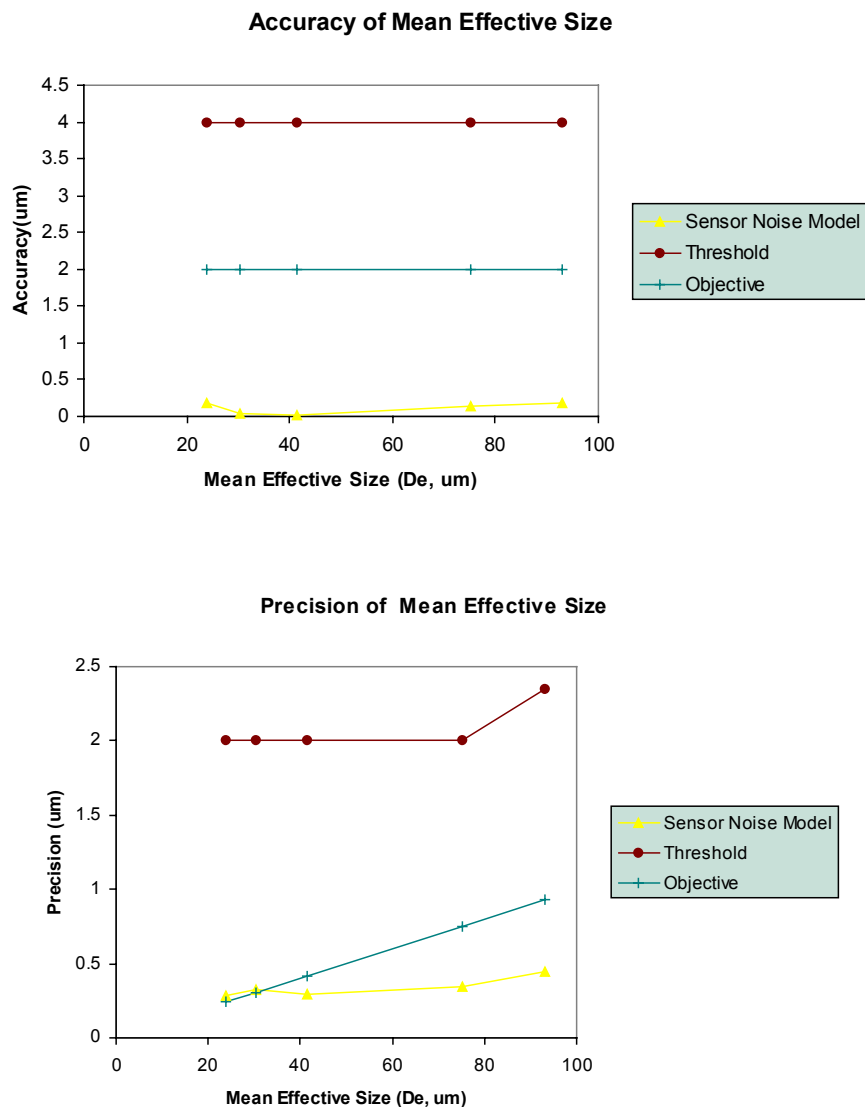 Accuracy of Mean Effective Size
4.5
4
3.5
3
2.5
2
1.5
1
0.5
0
Accuracy(um)
0 20 40 60 80 100
Mean Effective Size (De, um)
Sensor Noise Model
Threshold
Objective
Precision of Mean Effective Size
2.5
2
1.5
1
0.5
0
Precision (um)
0 20 40 60 80 100
Mean Effective Size (De, um)
Sensor Noise Model
Threshold
Objective